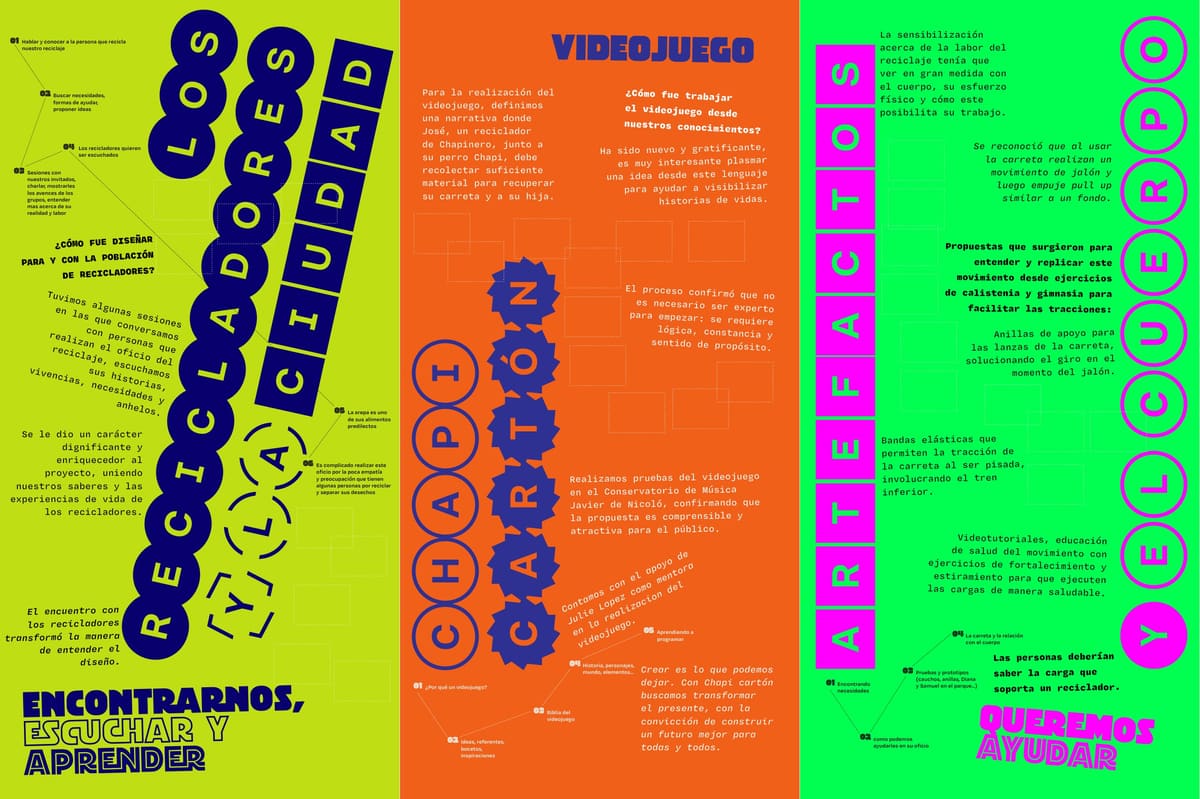 LOS
RECICLADORES
Y LA CIUDAD
01 Hablar y conocer a la persona que recicla
nuestro reciclaje
02 Buscar necesidades,
formas de ayudar,
proponer ideas
04 Los recicladores quieren
ser escuchados
03 Sesiones con
nuestros invitados,
charlar, mostrarles
los avences de los
grupos, entender
mas acerca de su
realidad y labor
¿CÓMO FUE DISEÑAR
PARA Y CON LA POBLACIÓN
DE RECICLADORES?
Tuvimos algunas sesiones
en las que conversamos
con personas que
realizan el oficio del
reciclaje, escuchamos
sus historias,
vivencias, necesidades y
anhelos.
05 La arepa es uno
de sus alimentos
predilectos
06 Es complicado realizar este
oficio por la poca empatía
y preocupación que tienen
algunas personas por reciclar
y separar sus desechos
Se le dio un carácter
dignificante y
enriquecedor al
proyecto, uniendo
nuestros saberes y las
experiencias de vida de
los recicladores.
El encuentro con
los recicladores
transformó la manera
de entender el
diseño.
ENCONTRARNOS,
ESCUCHAR Y
APRENDER
VIDEOJUEGO
Para la realización del
videojuego, definimos
una narrativa donde
José, un reciclador
de Chapinero, junto a
su perro Chapi, debe
recolectar suficiente
material para recuperar
su carreta y a su hija.
¿Cómo fue trabajar
el videojuego desde
nuestros conocimientos?
Ha sido nuevo y gratificante,
es muy interesante plasmar
una idea desde este lenguaje
para ayudar a visibilizar
historias de vidas.
El proceso confirmó que no
es necesario ser experto
para empezar: se requiere
lógica, constancia y
sentido de propósito.
CHAPI
CARTÓN
Realizamos pruebas del videojuego
en el Conservatorio de Música
Javier de Nicoló, confirmando que
la propuesta es comprensible y
atractiva para el público.
Contamos con el apoyo de
Julie Lopez como mentora
en la realizacion del
videojuego.
01 ¿Por qué un videojuego?
02 Ideas, referentes,
bocetos,
inspiraciones
03 Biblia del
videojuego
04 Historia, personajes,
mundo, elementos...
05 Aprendiendo a
programar
Crear es lo que podemos
dejar. Con Chapi cartón
buscamos transformar
el presente, con la
convicción de construir
un futuro mejor para
todas y todos.
ARTEFACTOS
Y EL CUERPO
La sensibilización
acerca de la labor del
reciclaje tenía que
ver en gran medida con
el cuerpo, su esfuerzo
físico y cómo este
posibilita su trabajo.
Se reconoció que al usar
la carreta realizan un
movimiento de jalón y
luego empuje pull up
similar a un fondo.
Propuestas que surgieron para
entender y replicar este
movimiento desde ejercicios
de calistenia y gimnasia para
facilitar las tracciones:
Anillas de apoyo para
las lanzas de la carreta,
solucionando el giro en el
momento del jalón.
Bandas elásticas que
permiten la tracción de
la carreta al ser pisada,
involucrando el tren
inferior.
Videotutoriales, educación
de salud del movimiento con
ejercicios de fortalecimiento y
estiramiento para que ejecuten
las cargas de manera saludable.
01 Encontrando
necesidades
02 como podemos
ayudarlas en su oficio
03 Pruebas y prototipos
(cauchos, anillas, Diana
y Samuel en el parque...)
04 La carreta y la relación
con el cuerpo
Las personas deberían
saber la carga que
soporta un reciclador.
QUEREMOS
AYUDAR